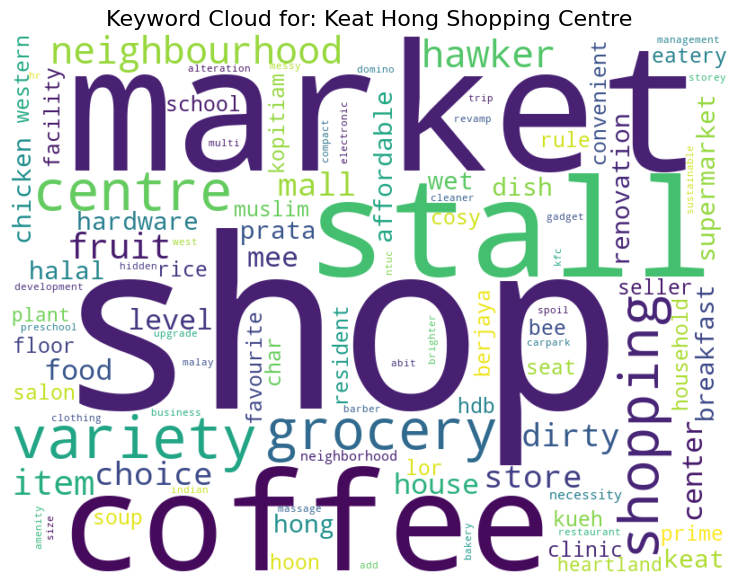 Keyword Cloud for: Keat Hong Shopping Centre
neighbourhood
hawker
management
eatery
storey
western
hr
alteration
messy
domino
market
facility
school
multi
kopitiam
compact
electronic
trip
revamp
rule
convenient
renovation
supermarket
sustainable
chicken
centre
mall
affordable
wet
cleaner
dish
cosy
stall
gadget
kfc
ntuc
hardware
muslim
fruit
west
prata
mee
halal
hidden
rice
development
shop
seller
plant
preschool
level
upgrade
floor
food
malay
salon
favourite
char
resident
abit
brighter
berjaya
bee
spoil
carpark
seat
shopping
household
breakfast
clothing
business
barber
hdb
variety
grocery
dirty
neighborhood
center
item
choice
indian
lor
house
store
necessity
coffee
amenity
size
soup
massage
hong
hoon
add
bakery
kueh
restaurant
clinic
prime
heartland
keat